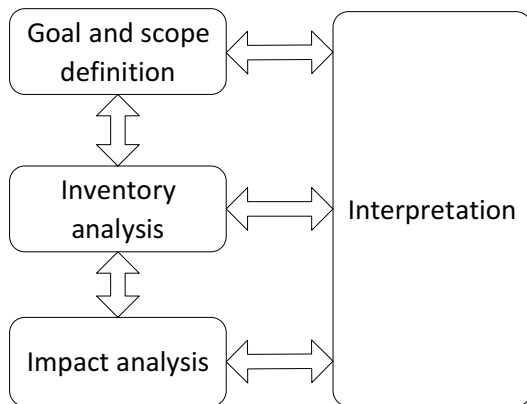 Goal and scope
definition
Inventory
analysis
Interpretation
Impact analysis